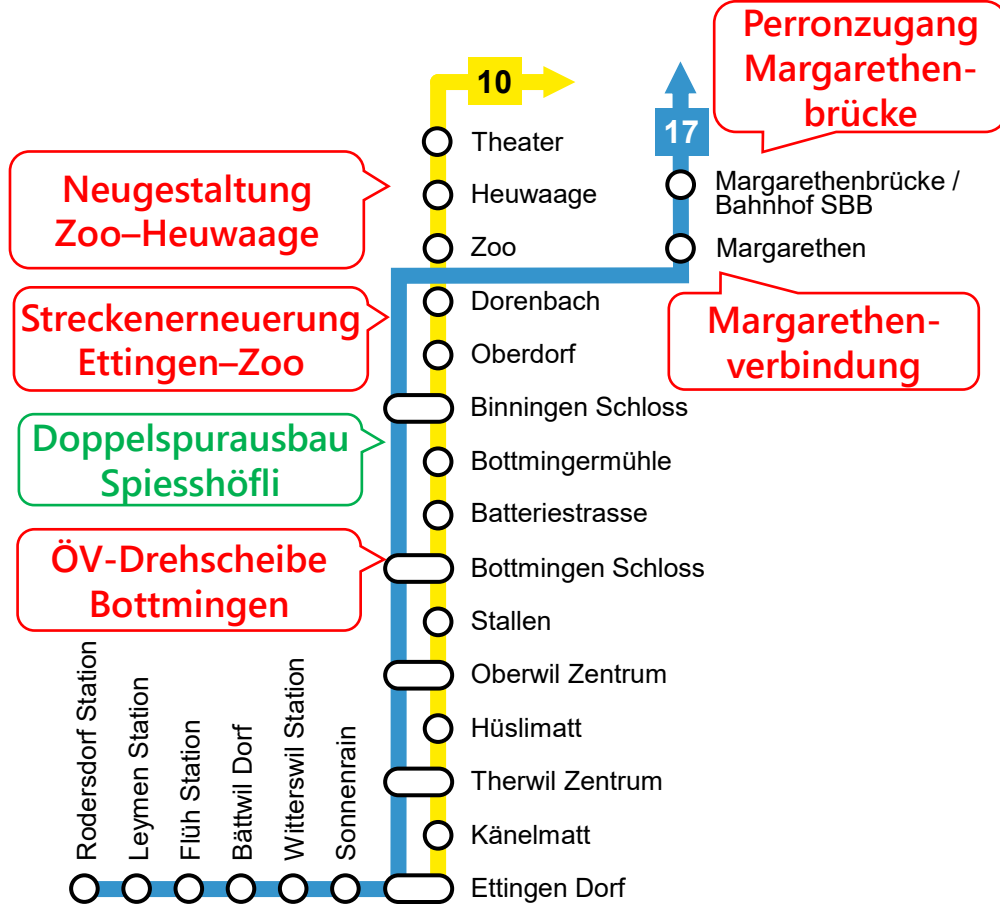 Perronzugang
Margarethen-
brücke
10
17
Theater
Neugestaltung
Zoo–Heuwaage
Heuwaage
Margarethenbrücke /
Bahnhof SBB
Zoo
Margarethen
Streckenerneuerung
Ettingen–Zoo
Dorenbach
Margarethen-
verbindung
Oberdorf
Binningen Schloss
Doppelspurausbau
Spiesshöfli
Bottmingermühle
Batteriestrasse
ÖV-Drehscheibe
Bottmingen
Bottmingen Schloss
Stallen
Oberwil Zentrum
Hüslimatt
Therwil Zentrum
Känelmatt
Ettingen Dorf
Rodersdorf Station
Leymen Station
Flüh Station
Bättwil Dorf
Witterswil Station
Sonnenrain